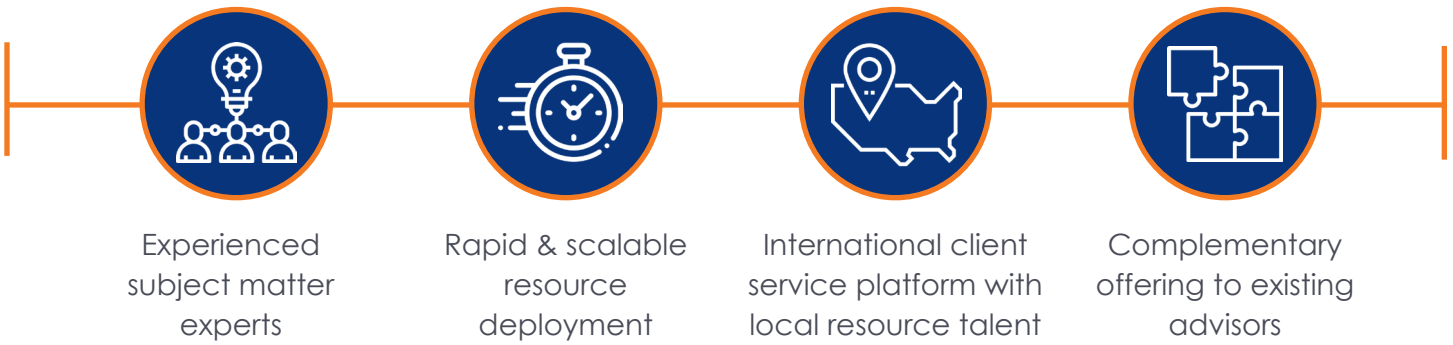 Experienced
subject matter
experts
Rapid & scalable
resource
deployment
International client
service platform with
local resource talent
Complementary
offering to existing
advisors